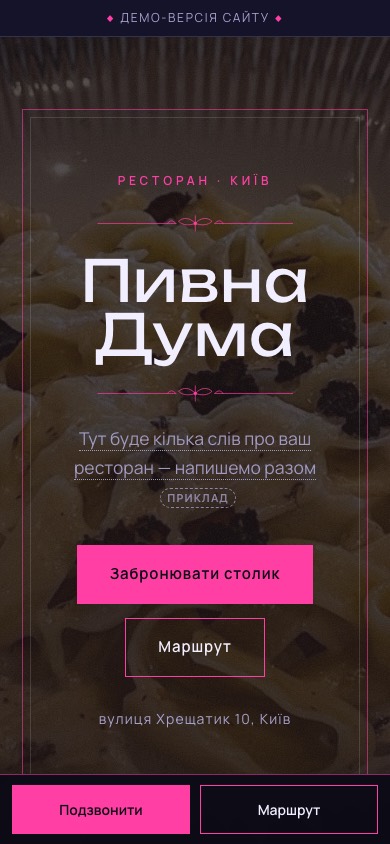 ДЕМО-ВЕРСІЯ САЙТУ
РЕСТОРАН · КИЇВ
Пивна
Дума
Тут буде кілька слів про ваш
ресторан — напишемо разом
ПРИКЛАД
Забронювати столик
Маршрут
вулиця Хрещатик 10, Київ
Подзвонити
Маршрут